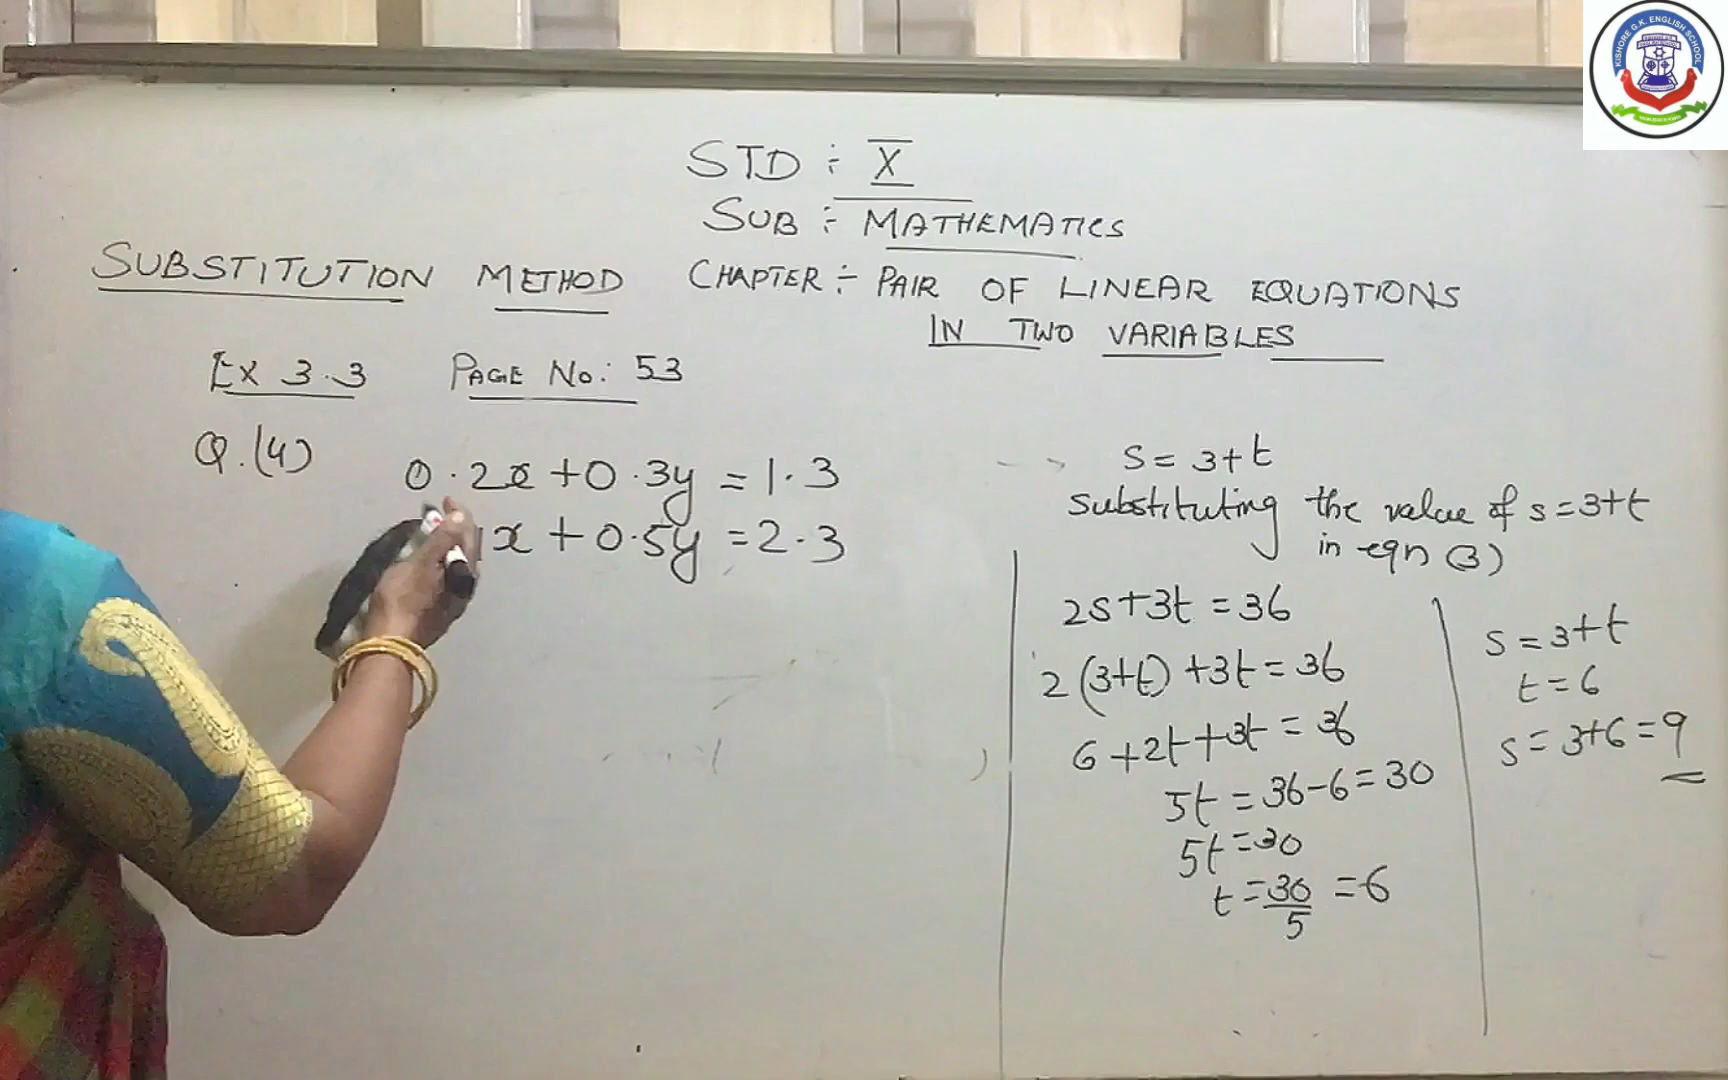 KISHORE G.K. ENGLISH SCHOOL
STD : X
SUB : MATHEMATICS
SUBSTITUTION METHOD
CHAPTER :- PAIR OF LINEAR EQUATIONS
IN TWO VARIABLES
Ex 3.3 PAGE No: 53
Q.(4)
0.2x + 0.3y = 1.3
x + 0.5y = 2.3
s = 3+t
substituting the value of s = 3+t
in eqn (3)
2s + 3t = 36
2 (3+t) + 3t = 36
6 + 2t + 3t = 36
5t = 36 - 6 = 30
5t = 30
t = 30/5 = 6
s = 3+t
t = 6
s = 3+6 = 9